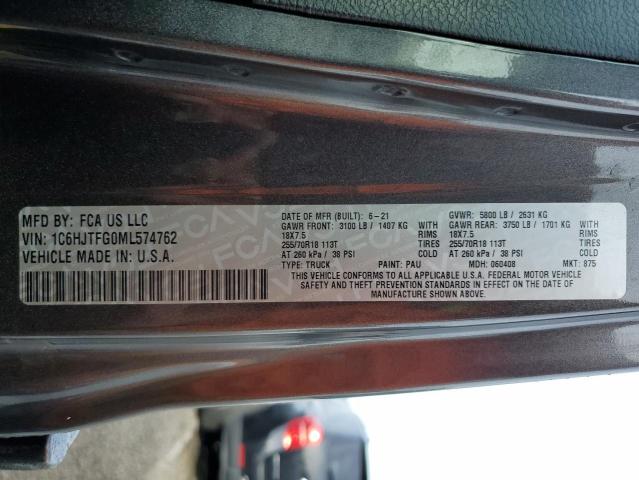 MFD BY: FCA US LLC
VIN: 1C6HJTFG0ML574762
VEHICLE MADE IN: U.S.A.
DATE OF MFR (BUILT): 6-21 GVWR: 5800 LB / 2631 KG
GAWR FRONT: 3100 LB / 1407 KG WITH GAWR REAR: 3750 LB / 1701 KG WITH
18X7.5 RIMS 18X7.5 RIMS
255/70R18 113T TIRES 255/70R18 113T TIRES
AT 260 kPa / 38 PSI COLD AT 260 kPa / 38 PSI COLD
TYPE: TRUCK PAINT: PAU MDH: 060408 MKT: 875
THIS VEHICLE CONFORMS TO ALL APPLICABLE U.S.A. FEDERAL MOTOR VEHICLE
SAFETY AND THEFT PREVENTION STANDARDS IN EFFECT ON THE DATE OF
MANUFACTURE SHOWN ABOVE.